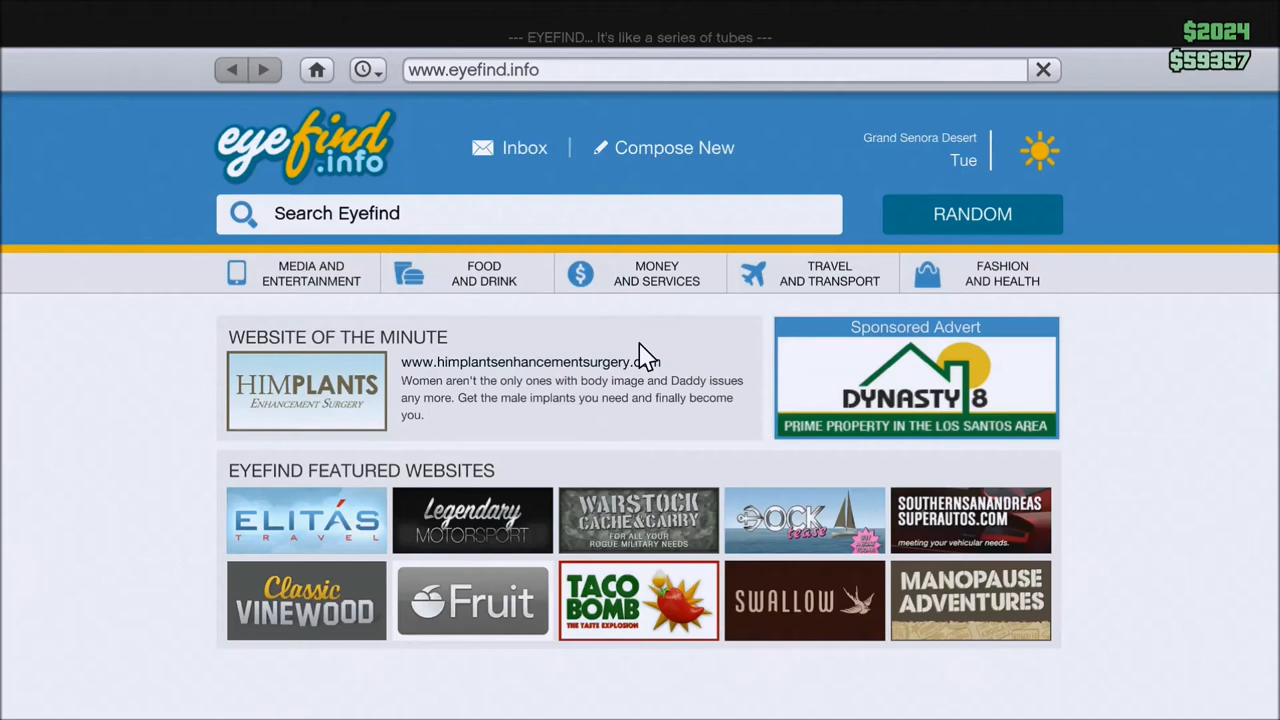 --- EYEFIND... It's like a series of tubes ---
$2024
$59357
www.eyefind.info
eyefind
.info
Inbox
Compose New
Grand Senora Desert
Tue
Search Eyefind
RANDOM
MEDIA AND
ENTERTAINMENT
FOOD
AND DRINK
MONEY
AND SERVICES
TRAVEL
AND TRANSPORT
FASHION
AND HEALTH
WEBSITE OF THE MINUTE
HIMPLANTS
ENHANCEMENT SURGERY
www.himplantsenhancementsurgery.com
Women aren't the only ones with body image and Daddy issues
any more. Get the male implants you need and finally become
you.
Sponsored Advert
DYNASTY 8
PRIME PROPERTY IN THE LOS SANTOS AREA
EYEFIND FEATURED WEBSITES
ELITÁS
TRAVEL
Legendary
MOTORSPORT
WARSTOCK
CACHE&CARRY
FOR ALL YOUR
ROGUE MILITARY NEEDS
DOCK
tease
SOUTHERNSANANDREAS
SUPERAUTOS.COM
meeting your vehicular needs.
Classic
VINEWOOD
Fruit
TACO
BOMB
THE TASTE EXPLOSION
SWALLOW
MANOPAUSE
ADVENTURES